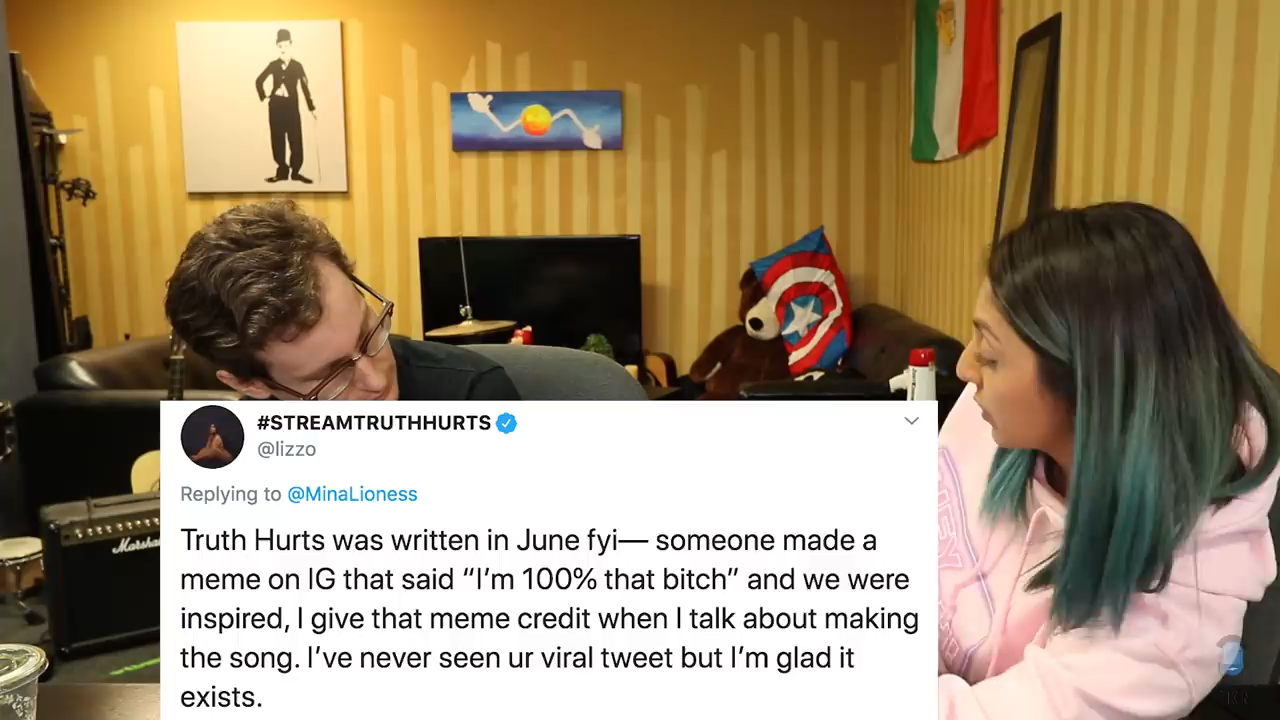 #STREAMTRUTHHURTS
@lizzo
Replying to @MinaLioness
Truth Hurts was written in June fyi— someone made a
meme on IG that said “I’m 100% that bitch” and we were
inspired, I give that meme credit when I talk about making
the song. I’ve never seen ur viral tweet but I’m glad it
exists.
Marshall